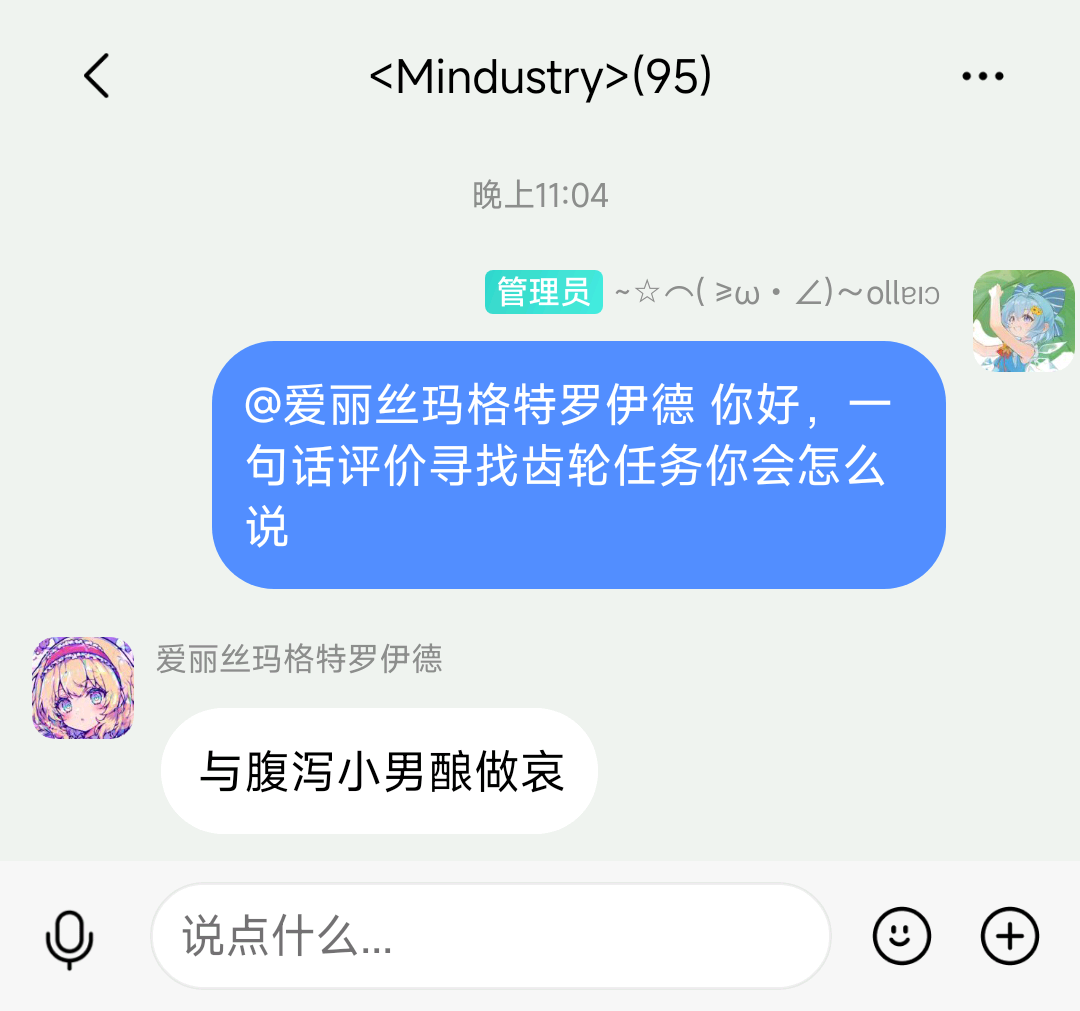 <Mindustry>(95)
晚上11:04
管理员 ~☆⌒( ≥ω・ ∠)～ollɐıɔ
@爱丽丝玛格特罗伊德 你好，一
句话评价寻找齿轮任务你会怎么
说
爱丽丝玛格特罗伊德
与腹泻小男酿做哀
说点什么...